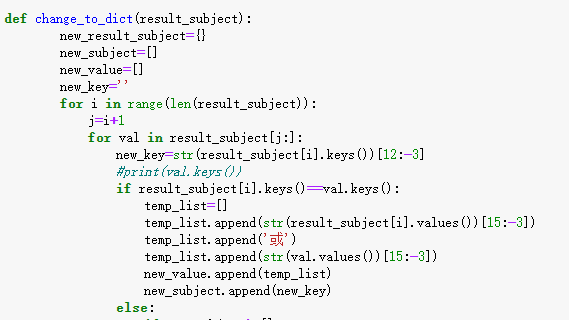 def change_to_dict(result_subject):
new_result_subject={}
new_subject=[]
new_value=[]
new_key=''
for i in range(len(result_subject)):
j=i+1
for val in result_subject[j:]:
new_key=str(result_subject[i].keys())[12:-3]
#print(val.keys())
if result_subject[i].keys()==val.keys():
temp_list=[]
temp_list.append(str(result_subject[i].values())[15:-3])
temp_list.append('或')
temp_list.append(str(val.values())[15:-3])
new_value.append(temp_list)
new_subject.append(new_key)
else: